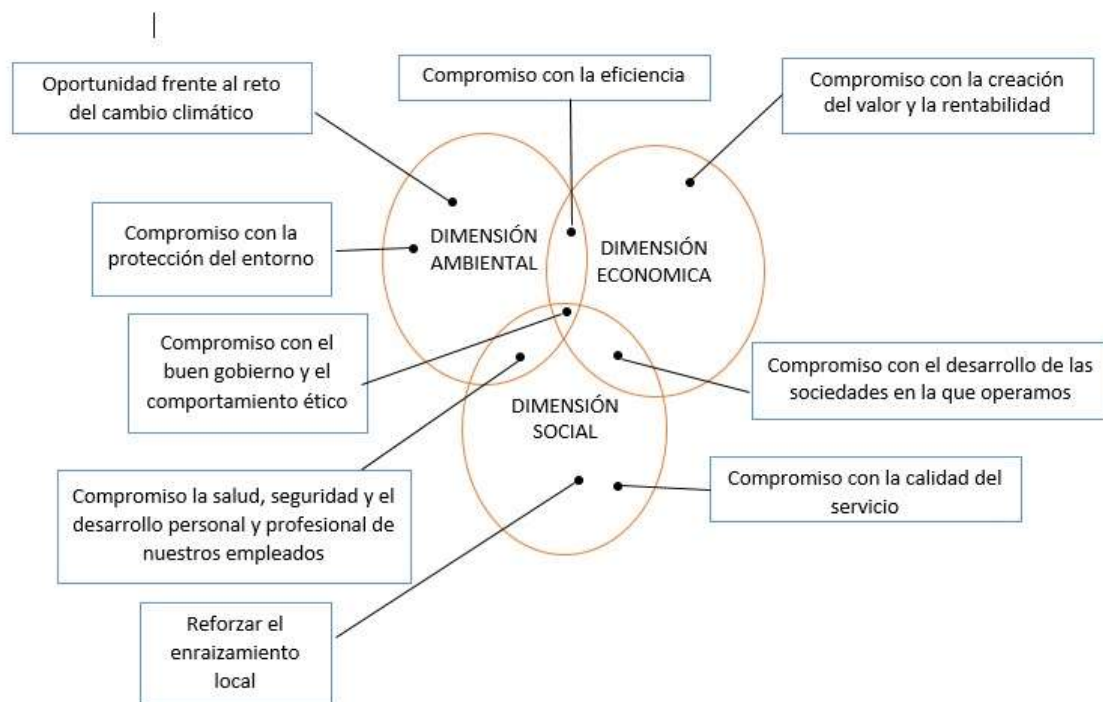 Oportunidad frente al reto
del cambio climático
Compromiso con la eficiencia
Compromiso con la creación
del valor y la rentabilidad
Compromiso con la
protección del entorno
DIMENSIÓN
AMBIENTAL
DIMENSIÓN
ECONOMICA
Compromiso con el
buen gobierno y el
comportamiento ético
Compromiso con el desarrollo de las
sociedades en la que operamos
DIMENSIÓN
SOCIAL
Compromiso la salud, seguridad y el
desarrollo personal y profesional de
nuestros empleados
Compromiso con la calidad del
servicio
Reforzar el
enraizamiento
local